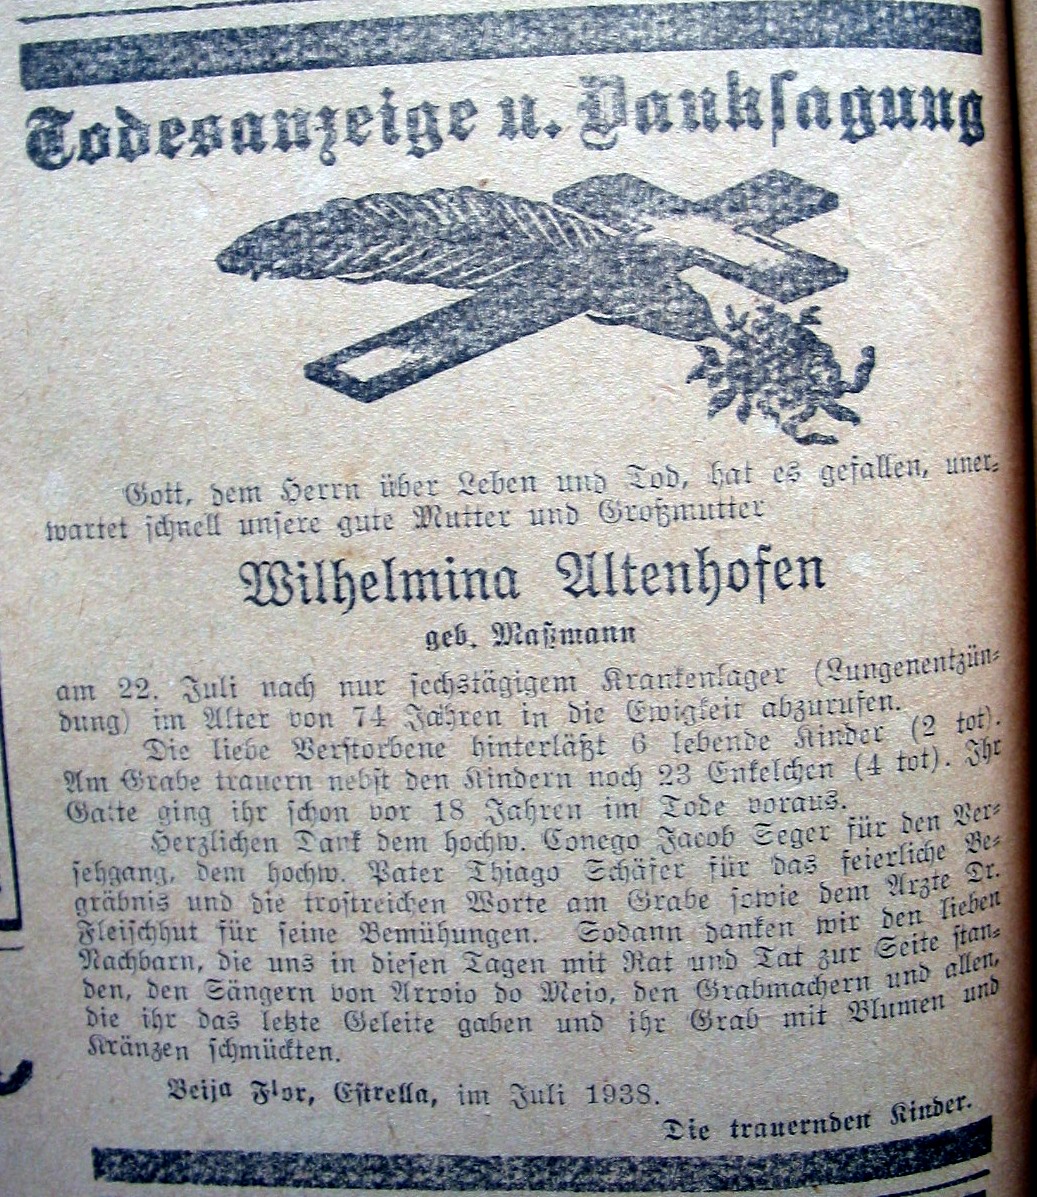 Todesanzeige u. Danksagung
Gott, dem Herrn über Leben und Tod, hat es gefallen, uner-
wartet schnell unsere gute Mutter und Großmutter
Wilhelmina Altenhofen
geb. Maßmann
am 22. Juli nach nur sechstägigem Krankenlager (Lungenentzün-
dung) im Alter von 74 Jahren in die Ewigkeit abzurufen.
Die liebe Verstorbene hinterläßt 6 lebende Kinder (2 tot).
Am Grabe trauern nebst den Kindern noch 23 Enkelchen (4 tot). Ihr
Gatte ging ihr schon vor 18 Jahren im Tode voraus.
Herzlichen Dank dem hochw. Conego Jacob Seger für den Ver-
sehgang, dem hochw. Pater Thiago Schäfer für das feierliche Be-
gräbnis und die trostreichen Worte am Grabe sowie dem Arzte Dr.
Fleischhut für seine Bemühungen. Sodann danken wir den lieben
Nachbarn, die uns in diesen Tagen mit Rat und Tat zur Seite stan-
den, den Sängern von Arroio do Meio, den Grabmachern und allen,
die ihr das letzte Geleite gaben und ihr Grab mit Blumen und
Kränzen schmückten.
Beija Flor, Estrella, im Juli 1938.
Die trauernden Kinder.